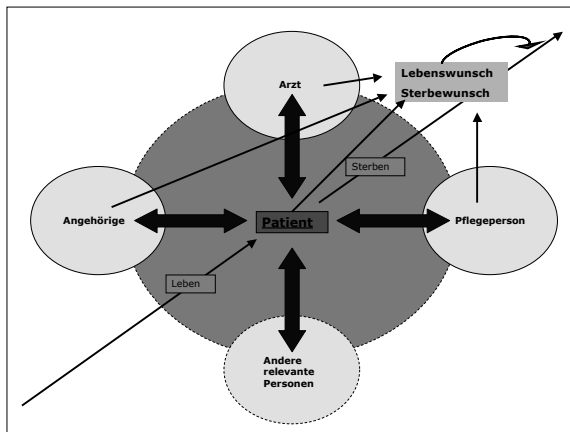 Arzt
Lebenswunsch
Sterbewunsch
Sterben
Angehörige
Patient
Pflegeperson
Leben
Andere
relevante
Personen